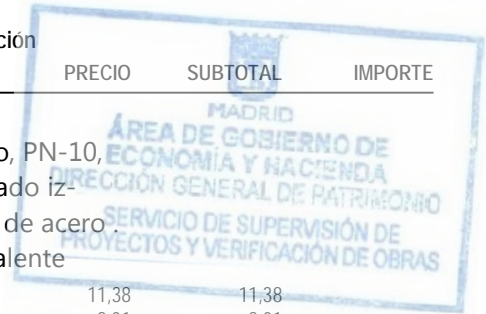 ción
PRECIO SUBTOTAL IMPORTE
MADRID
ÁREA DE GOBIERNO DE
o, PN-10, ECONOMÍA Y HACIENDA
ado iz- DIRECCIÓN GENERAL DE PATRIMONIO
de acero .
SERVICIO DE SUPERVISIÓN DE
PROYECTOS Y VERIFICACIÓN DE OBRAS
alente
11,38 11,38